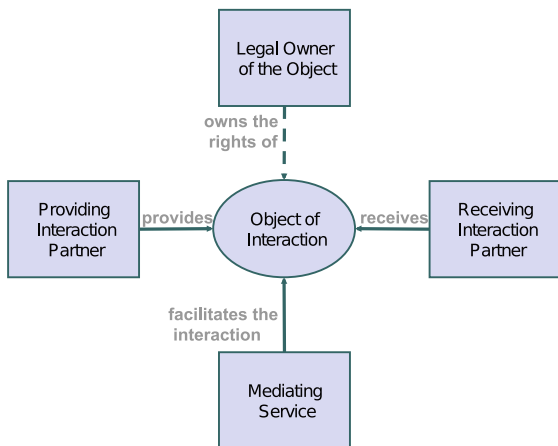 Legal Owner
of the Object
owns the
rights of
Providing
Interaction
Partner
provides
Object of
Interaction
receives
Receiving
Interaction
Partner
facilitates the
interaction
Mediating
Service